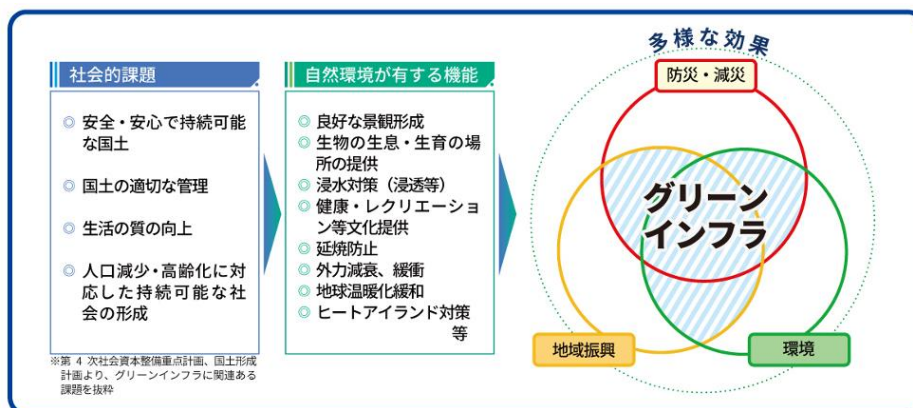 社会的課題
◎ 安全・安心で持続可能
な国土
◎ 国土の適切な管理
◎ 生活の質の向上
◎ 人口減少・高齢化に対
応した持続可能な社
会の形成
※第 4 次社会資本整備重点計画、国土形成
計画より、グリーンインフラに関連ある
課題を抜粋
自然環境が有する機能
◎ 良好な景観形成
◎ 生物の生息・生育の場
所の提供
◎ 浸水対策（浸透等）
◎ 健康・レクリエーショ
ン等文化提供
◎ 延焼防止
◎ 外力減衰、緩衝
◎ 地球温暖化緩和
◎ ヒートアイランド対策
等
多様な効果
防災・減災
グリーン
インフラ
地域振興
環境